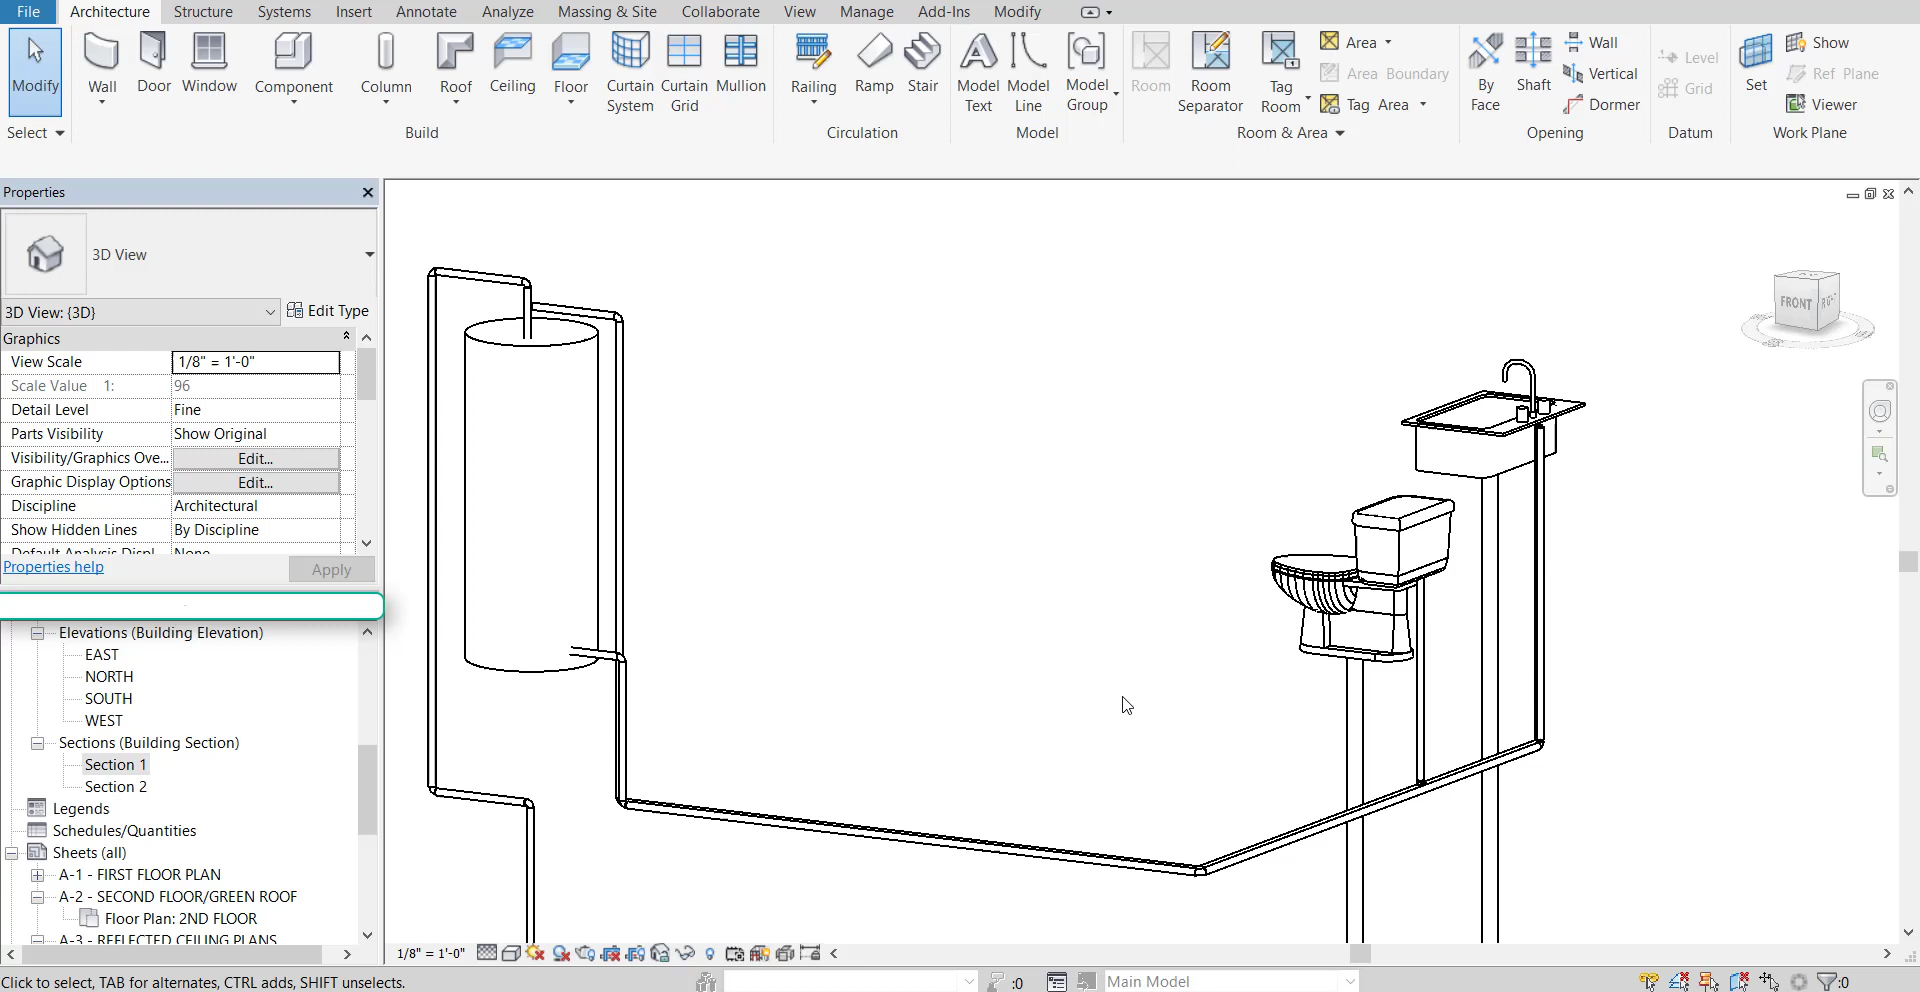 File Architecture Structure Systems Insert Annotate Analyze Massing & Site Collaborate View Manage Add-Ins Modify
Modify
Select
Wall
Door
Window
Component
Column
Roof
Ceiling
Floor
Curtain
System
Curtain
Grid
Mullion
Build
Railing
Ramp
Stair
Circulation
Model
Text
Model
Line
Model
Group
Model
Room
Room
Separator
Tag
Room
Area
Area Boundary
Tag Area
Room & Area
By
Face
Shaft
Wall
Vertical
Dormer
Opening
Level
Grid
Datum
Set
Show
Ref Plane
Viewer
Work Plane
Properties
3D View
3D View: {3D}
Edit Type
Graphics
View Scale 1/8" = 1'-0"
Scale Value 1: 96
Detail Level Fine
Parts Visibility Show Original
Visibility/Graphics Ove... Edit...
Graphic Display Options Edit...
Discipline Architectural
Show Hidden Lines By Discipline
Default Analysis Displ... None
Properties help
Apply
Elevations (Building Elevation)
EAST
NORTH
SOUTH
WEST
Sections (Building Section)
Section 1
Section 2
Legends
Schedules/Quantities
Sheets (all)
A-1 - FIRST FLOOR PLAN
A-2 - SECOND FLOOR/GREEN ROOF
Floor Plan: 2ND FLOOR
A-3 - REFLECTED CEILING PLANS
FRONT
1/8" = 1'-0"
Click to select, TAB for alternates, CTRL adds, SHIFT unselects.
:0
Main Model
:0